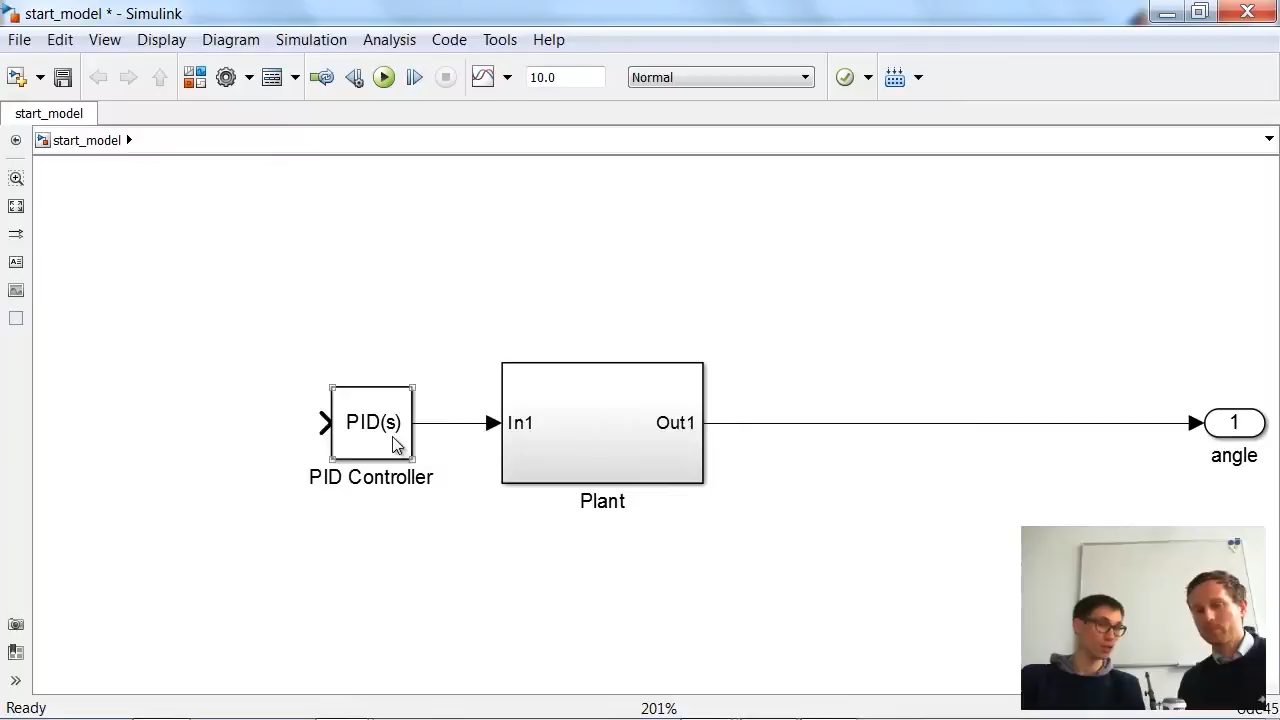 start_model * - Simulink
File Edit View Display Diagram Simulation Analysis Code Tools Help
10.0 Normal
start_model
start_model
PID(s)
PID Controller
In1 Out1
Plant
1
angle
Ready 201% ode45